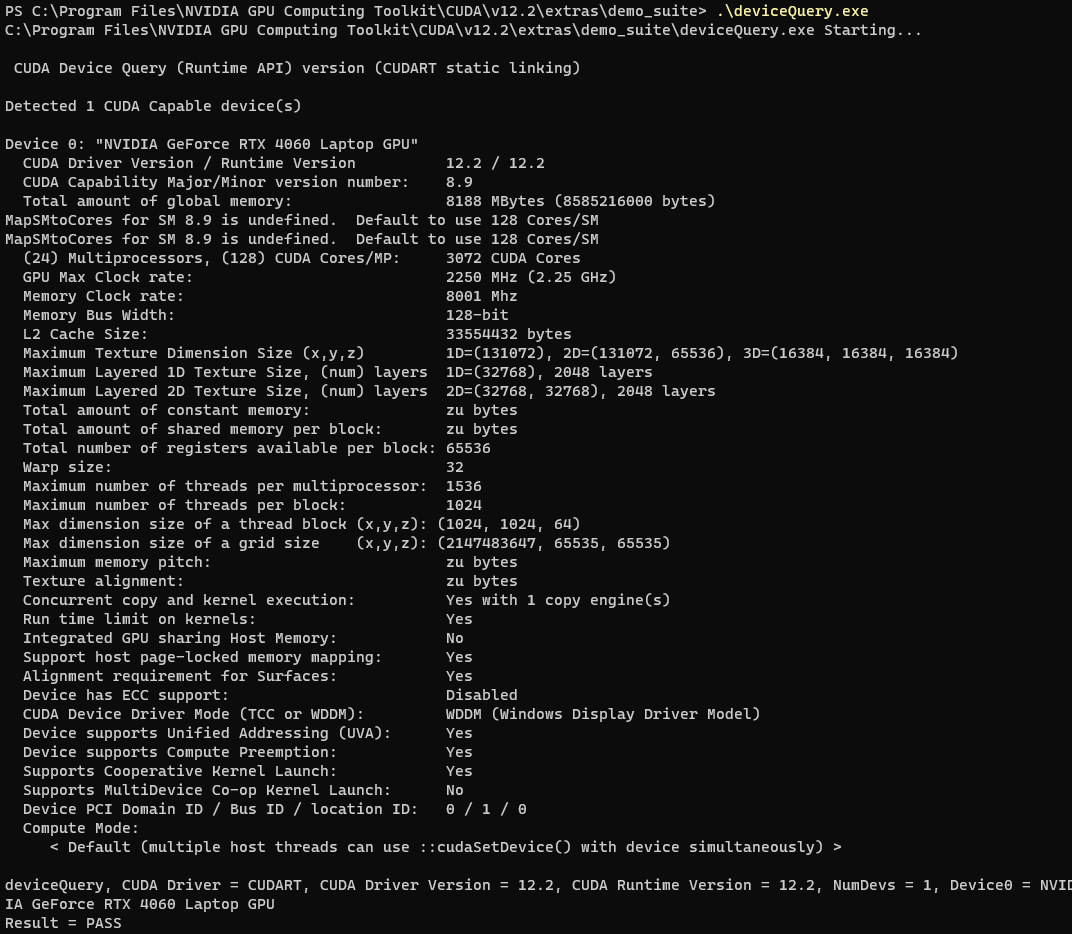 PS C:\Program Files\NVIDIA GPU Computing Toolkit\CUDA\v12.2\extras\demo_suite> .\deviceQuery.exe
C:\Program Files\NVIDIA GPU Computing Toolkit\CUDA\v12.2\extras\demo_suite\deviceQuery.exe Starting...
CUDA Device Query (Runtime API) version (CUDART static linking)
Detected 1 CUDA Capable device(s)
Device 0: "NVIDIA GeForce RTX 4060 Laptop GPU"
CUDA Driver Version / Runtime Version 12.2 / 12.2
CUDA Capability Major/Minor version number: 8.9
Total amount of global memory: 8188 MBytes (8585216000 bytes)
MapSMtoCores for SM 8.9 is undefined.  Default to use 128 Cores/SM
MapSMtoCores for SM 8.9 is undefined.  Default to use 128 Cores/SM
(24) Multiprocessors, (128) CUDA Cores/MP: 3072 CUDA Cores
GPU Max Clock rate: 2250 MHz (2.25 GHz)
Memory Clock rate: 8001 Mhz
Memory Bus Width: 128-bit
L2 Cache Size: 33554432 bytes
Maximum Texture Dimension Size (x,y,z) 1D=(131072), 2D=(131072, 65536), 3D=(16384, 16384, 16384)
Maximum Layered 1D Texture Size, (num) layers 1D=(32768), 2048 layers
Maximum Layered 2D Texture Size, (num) layers 2D=(32768, 32768), 2048 layers
Total amount of constant memory: zu bytes
Total amount of shared memory per block: zu bytes
Total number of registers available per block: 65536
Warp size: 32
Maximum number of threads per multiprocessor: 1536
Maximum number of threads per block: 1024
Max dimension size of a thread block (x,y,z): (1024, 1024, 64)
Max dimension size of a grid size (x,y,z): (2147483647, 65535, 65535)
Maximum memory pitch: zu bytes
Texture alignment: zu bytes
Concurrent copy and kernel execution: Yes with 1 copy engine(s)
Run time limit on kernels: Yes
Integrated GPU sharing Host Memory: No
Support host page-locked memory mapping: Yes
Alignment requirement for Surfaces: Yes
Device has ECC support: Disabled
CUDA Device Driver Mode (TCC or WDDM): WDDM (Windows Display Driver Model)
Device supports Unified Addressing (UVA): Yes
Device supports Compute Preemption: Yes
Supports Cooperative Kernel Launch: Yes
Supports MultiDevice Co-op Kernel Launch: No
Device PCI Domain ID / Bus ID / location ID: 0 / 1 / 0
Compute Mode:
< Default (multiple host threads can use ::cudaSetDevice() with device simultaneously) >
deviceQuery, CUDA Driver = CUDART, CUDA Driver Version = 12.2, CUDA Runtime Version = 12.2, NumDevs = 1, Device0 = NVID
IA GeForce RTX 4060 Laptop GPU
Result = PASS